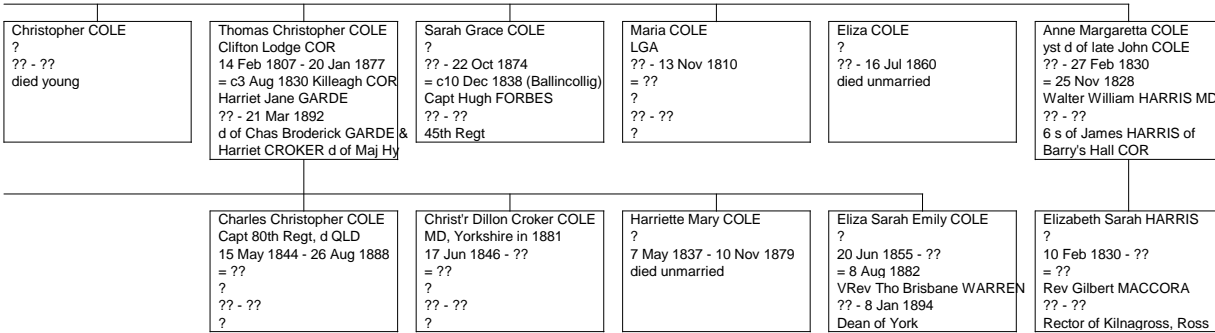 Christopher COLE
?
?? - ??
died young
Thomas Christopher COLE
Clifton Lodge COR
14 Feb 1807 - 20 Jan 1877
= c3 Aug 1830 Killeagh COR
Harriet Jane GARDE
?? - 21 Mar 1892
d of Chas Broderick GARDE &
Harriet CROKER d of Maj Hy
Sarah Grace COLE
?
?? - 22 Oct 1874
= c10 Dec 1838 (Ballincollig)
Capt Hugh FORBES
?? - ??
45th Regt
Maria COLE
LGA
?? - 13 Nov 1810
= ??
?
?? - ??
?
Eliza COLE
?
?? - 16 Jul 1860
died unmarried
Anne Margaretta COLE
yst d of late John COLE
?? - 27 Feb 1830
= 25 Nov 1828
Walter William HARRIS MD
?? - ??
6 s of James HARRIS of
Barry's Hall COR
Charles Christopher COLE
Capt 80th Regt, d QLD
15 May 1844 - 26 Aug 1888
= ??
?
?? - ??
?
Christ'r Dillon Croker COLE
MD, Yorkshire in 1881
17 Jun 1846 - ??
= ??
?
?? - ??
?
Harriette Mary COLE
?
7 May 1837 - 10 Nov 1879
died unmarried
Eliza Sarah Emily COLE
?
20 Jun 1855 - ??
= 8 Aug 1882
VRev Tho Brisbane WARREN
?? - 8 Jan 1894
Dean of York
Elizabeth Sarah HARRIS
?
10 Feb 1830 - ??
= ??
Rev Gilbert MACCORA
?? - ??
Rector of Kilnagross, Ross